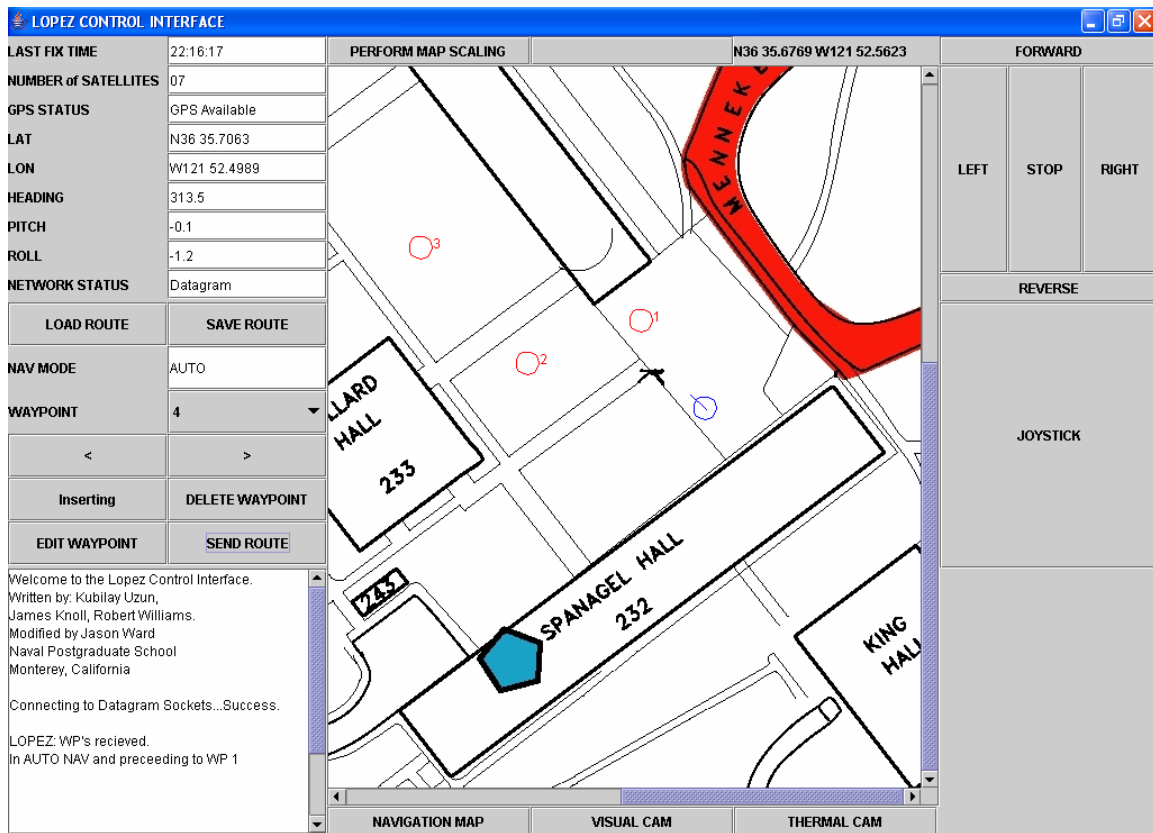 LOPEZ CONTROL INTERFACE
LAST FIX TIME 22:16:17
NUMBER of SATELLITES 07
GPS STATUS GPS Available
LAT N36 35.7063
LON W121 52.4989
HEADING 313.5
PITCH -0.1
ROLL -1.2
NETWORK STATUS Datagram
LOAD ROUTE SAVE ROUTE
NAV MODE AUTO
WAYPOINT 4
< >
Inserting DELETE WAYPOINT
EDIT WAYPOINT SEND ROUTE
Welcome to the Lopez Control Interface.
Written by: Kubilay Uzun,
James Knoll, Robert Williams.
Modified by Jason Ward
Naval Postgraduate School
Monterey, California
Connecting to Datagram Sockets...Success.
LOPEZ: WP's recieved.
In AUTO NAV and preceeding to WP 1
PERFORM MAP SCALING
N36 35.6769 W121 52.5623
MENNEKE
3
1
2
LLARD
HALL
233
243
SPANAGEL HALL
232
KING
HALL
NAVIGATION MAP VISUAL CAM THERMAL CAM
FORWARD
LEFT STOP RIGHT
REVERSE
JOYSTICK